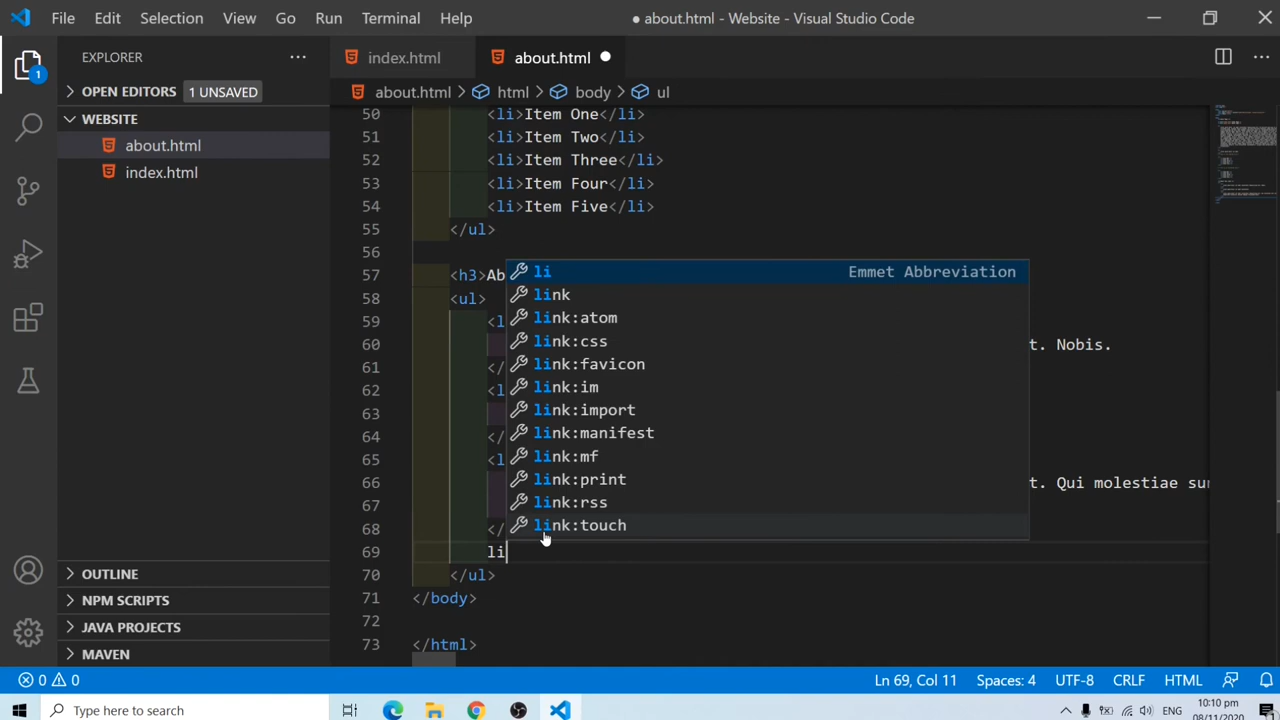 File Edit Selection View Go Run Terminal Help ● about.html - Website - Visual Studio Code
EXPLORER
index.html about.html
OPEN EDITORS 1 UNSAVED
about.html > html > body > ul
WEBSITE
about.html
index.html
1
50 <li>Item One</li>
51 <li>Item Two</li>
52 <li>Item Three</li>
53 <li>Item Four</li>
54 <li>Item Five</li>
55 </ul>
56
57 <h3>Ab
58 <ul>
59 <l
60 t. Nobis.
61 </
62 <l
63
64 </
65 <l
66 t. Qui molestiae su
67
68 </
69 li
70 </ul>
71 </body>
72
73 </html>
li Emmet Abbreviation
link
link:atom
link:css
link:favicon
link:im
link:import
link:manifest
link:mf
link:print
link:rss
link:touch
OUTLINE
NPM SCRIPTS
JAVA PROJECTS
MAVEN
0 0 Ln 69, Col 11 Spaces: 4 UTF-8 CRLF HTML
Type here to search
10:10 pm
08/11/2020